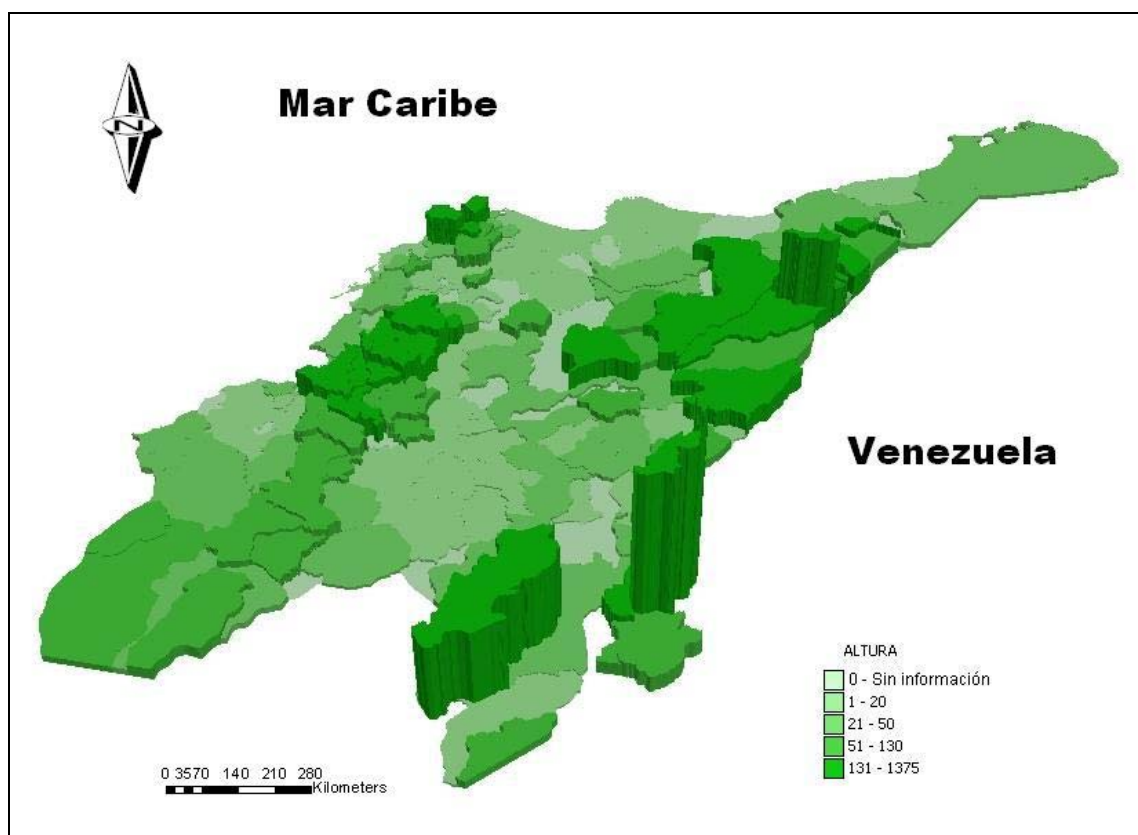 Mar Caribe
N
Venezuela
ALTURA
0 - Sin información
1 - 20
21 - 50
51 - 130
131 - 1375
0 3570 140 210 280
Kilometers